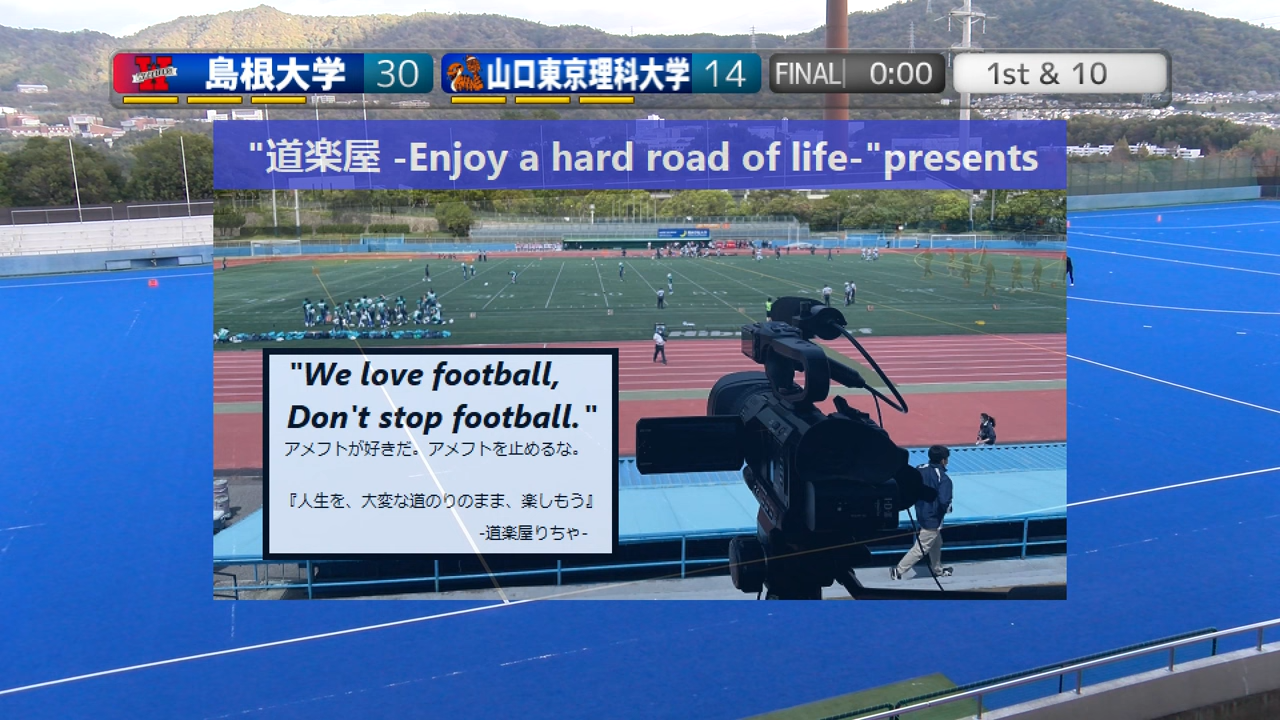 島根大学 30 山口東京理科大学 14 FINAL 0:00 1st & 10
"道楽屋 -Enjoy a hard road of life-"presents
"We love football,
Don't stop football."
アメフトが好きだ。アメフトを止めるな。
『人生を、大変な道のりのまま、楽しもう』
-道楽屋りちゃ-